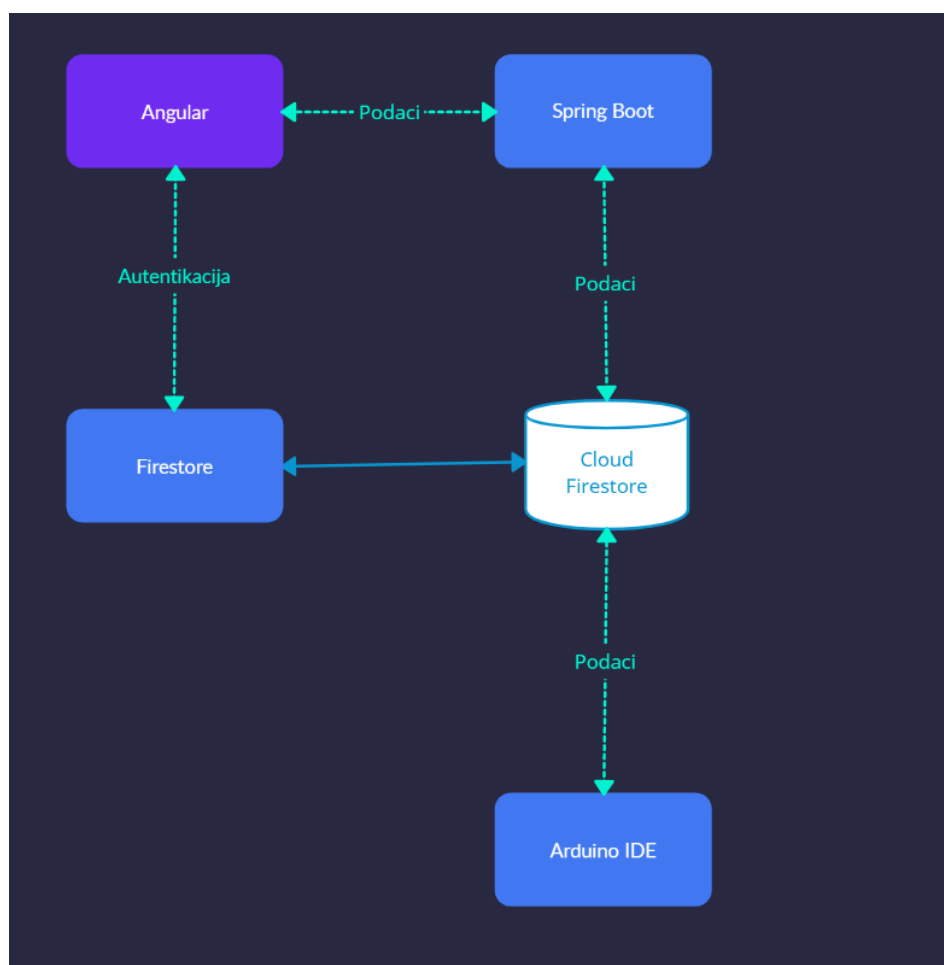 Angular
Podaci
Spring Boot
Autentikacija
Podaci
Firestore
Cloud
Firestore
Podaci
Arduino IDE